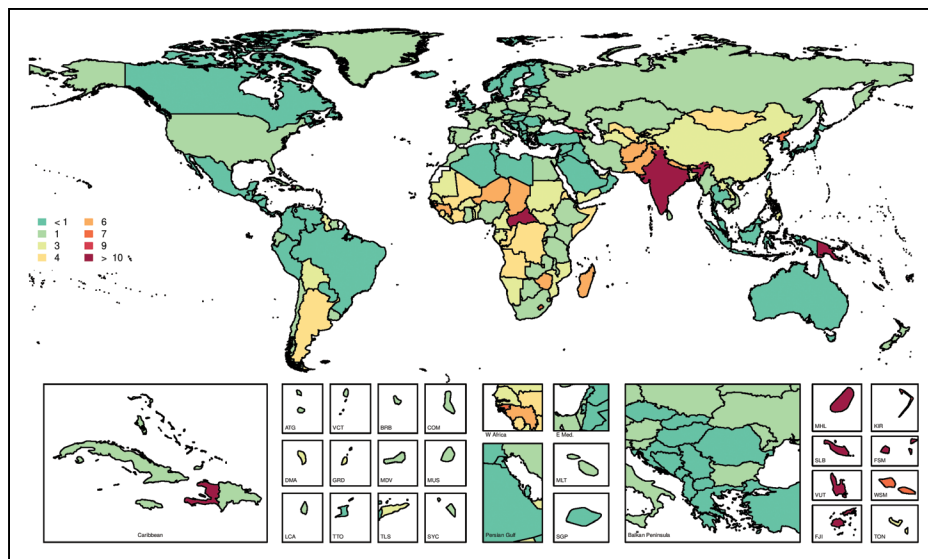 < 1
1
3
4
6
7
9
> 10
ATG
VCT
BRB
COM
W Africa
E Med.
MHL
KIR
DMA
GRD
MDV
MUS
MLT
SLB
FSM
VUT
WSM
LCA
TTO
TLS
SYC
Caribbean
Persian Gulf
SGP
Balkan Peninsula
FJI
TON